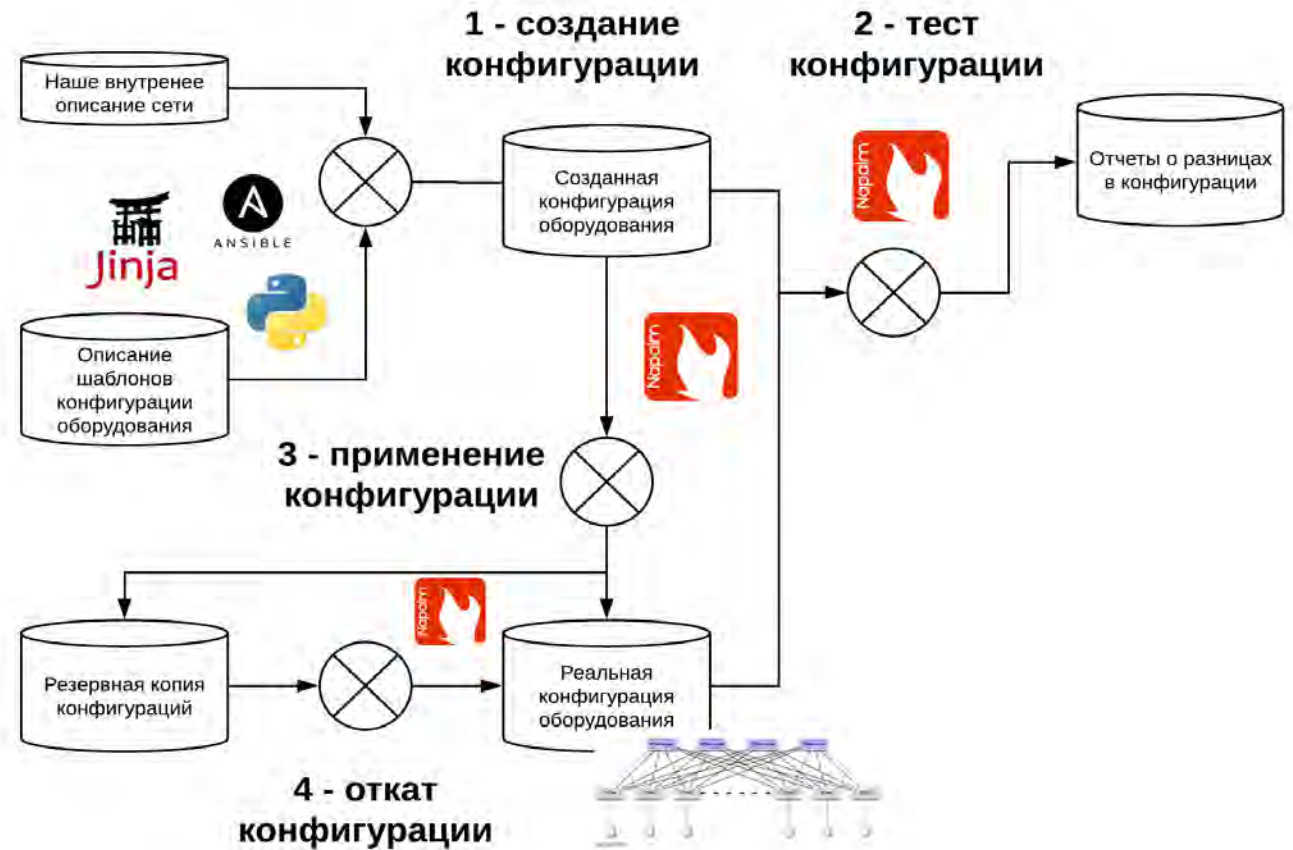 1 - создание
конфигурации
2 - тест
конфигурации
Наше внутренее
описание сети
Jinja
ANSIBLE
Описание
шаблонов
конфигурации
оборудования
Созданная
конфигурация
оборудования
Napalm
Отчеты о разницах
в конфигурации
Napalm
3 - применение
конфигурации
Napalm
Резервная копия
конфигураций
Реальная
конфигурация
оборудования
4 - откат
конфигурации